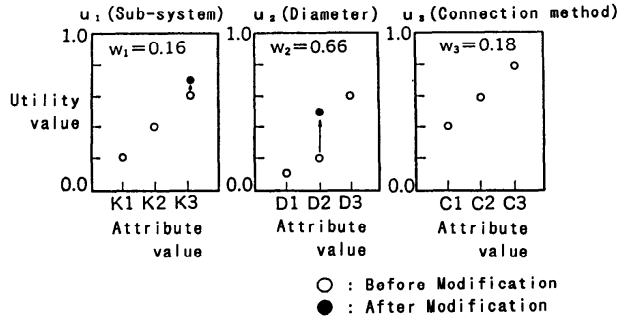 u₁ (Sub-system)
u₂ (Diameter)
u₃ (Connection method)
1.0
w₁=0.16
1.0
w₂=0.66
1.0
w₃=0.18
Utility
value
0.0
0.0
0.0
K1 K2 K3
D1 D2 D3
C1 C2 C3
Attribute
value
Attribute
value
Attribute
value
○ : Before Modification
● : After Modification